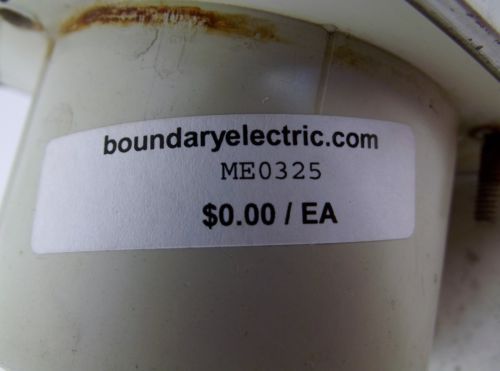 boundaryelectric.com
ME0325
$0.00 / EA